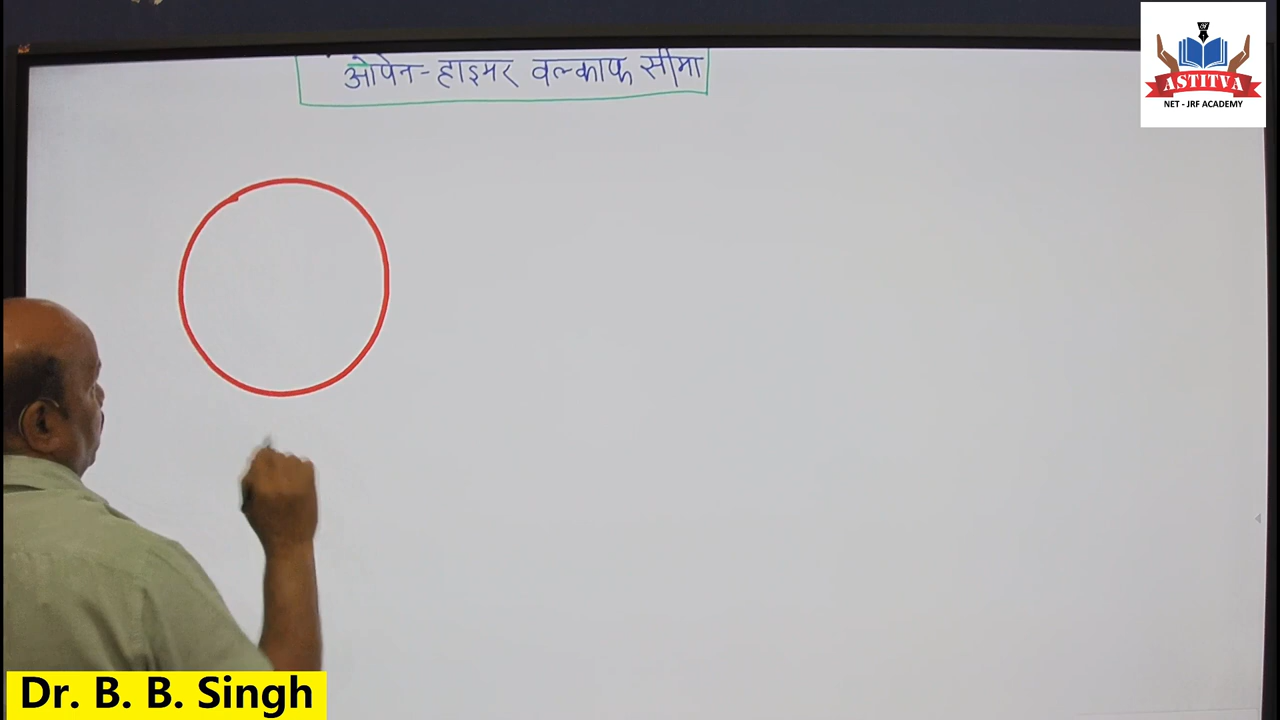 ओपेन-हाइमर वल्काफ सीमा
ASTITVA
NET - JRF ACADEMY
Dr. B. B. Singh